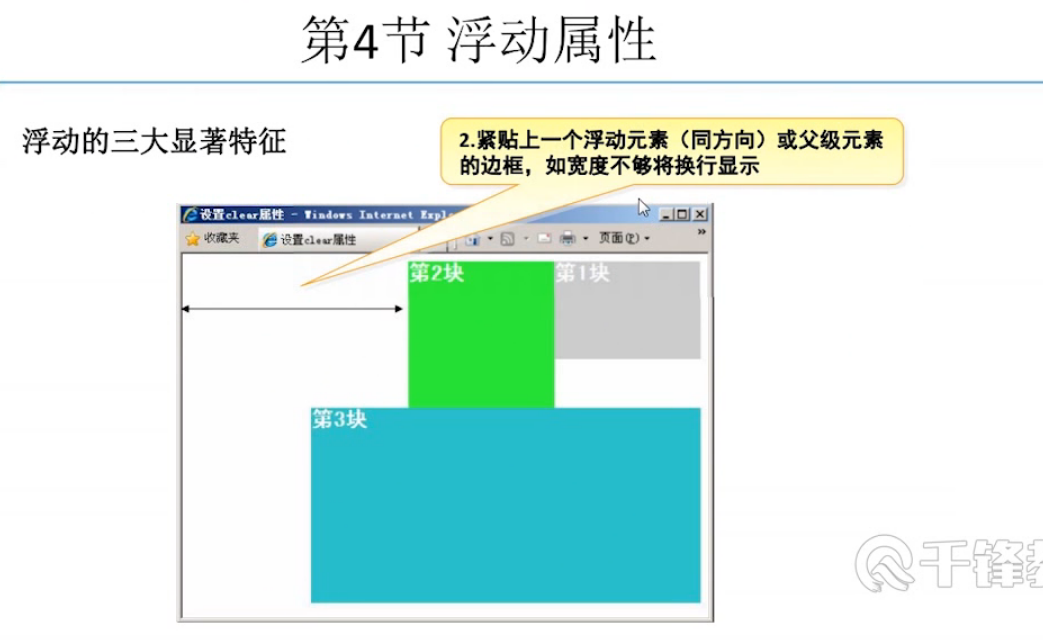 第4节 浮动属性
浮动的三大显著特征
2.紧贴上一个浮动元素（同方向）或父级元素
的边框，如宽度不够将换行显示
设置clear属性 - Windows Internet Expl
收藏夹
设置clear属性
页面(P)
»
第2块
第1块
第3块
千锋